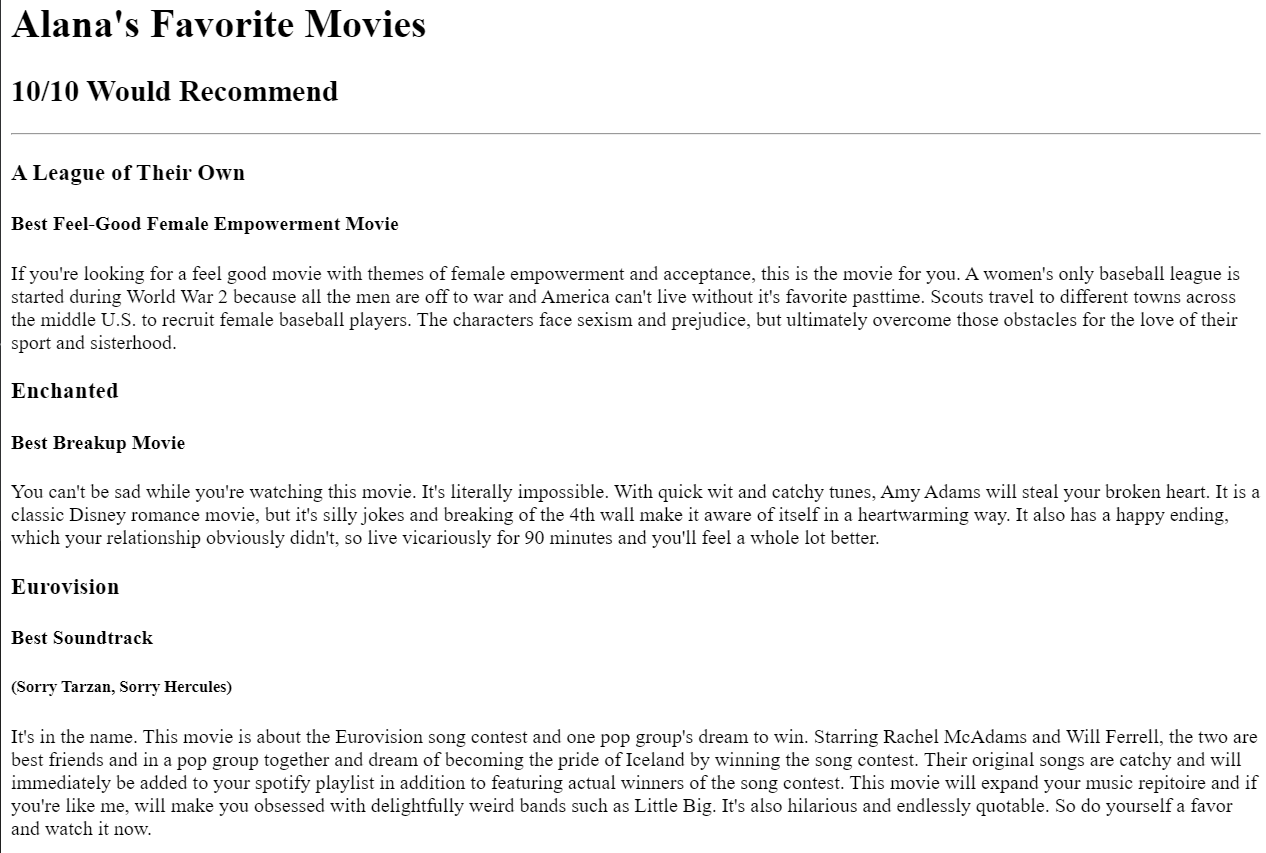 Alana's Favorite Movies
10/10 Would Recommend
A League of Their Own
Best Feel-Good Female Empowerment Movie
If you're looking for a feel good movie with themes of female empowerment and acceptance, this is the movie for you. A women's only baseball league is
started during World War 2 because all the men are off to war and America can't live without it's favorite pasttime. Scouts travel to different towns across
the middle U.S. to recruit female baseball players. The characters face sexism and prejudice, but ultimately overcome those obstacles for the love of their
sport and sisterhood.
Enchanted
Best Breakup Movie
You can't be sad while you're watching this movie. It's literally impossible. With quick wit and catchy tunes, Amy Adams will steal your broken heart. It is a
classic Disney romance movie, but it's silly jokes and breaking of the 4th wall make it aware of itself in a heartwarming way. It also has a happy ending,
which your relationship obviously didn't, so live vicariously for 90 minutes and you'll feel a whole lot better.
Eurovision
Best Soundtrack
(Sorry Tarzan, Sorry Hercules)
It's in the name. This movie is about the Eurovision song contest and one pop group's dream to win. Starring Rachel McAdams and Will Ferrell, the two are
best friends and in a pop group together and dream of becoming the pride of Iceland by winning the song contest. Their original songs are catchy and will
immediately be added to your spotify playlist in addition to featuring actual winners of the song contest. This movie will expand your music repitoire and if
you're like me, will make you obsessed with delightfully weird bands such as Little Big. It's also hilarious and endlessly quotable. So do yourself a favor
and watch it now.